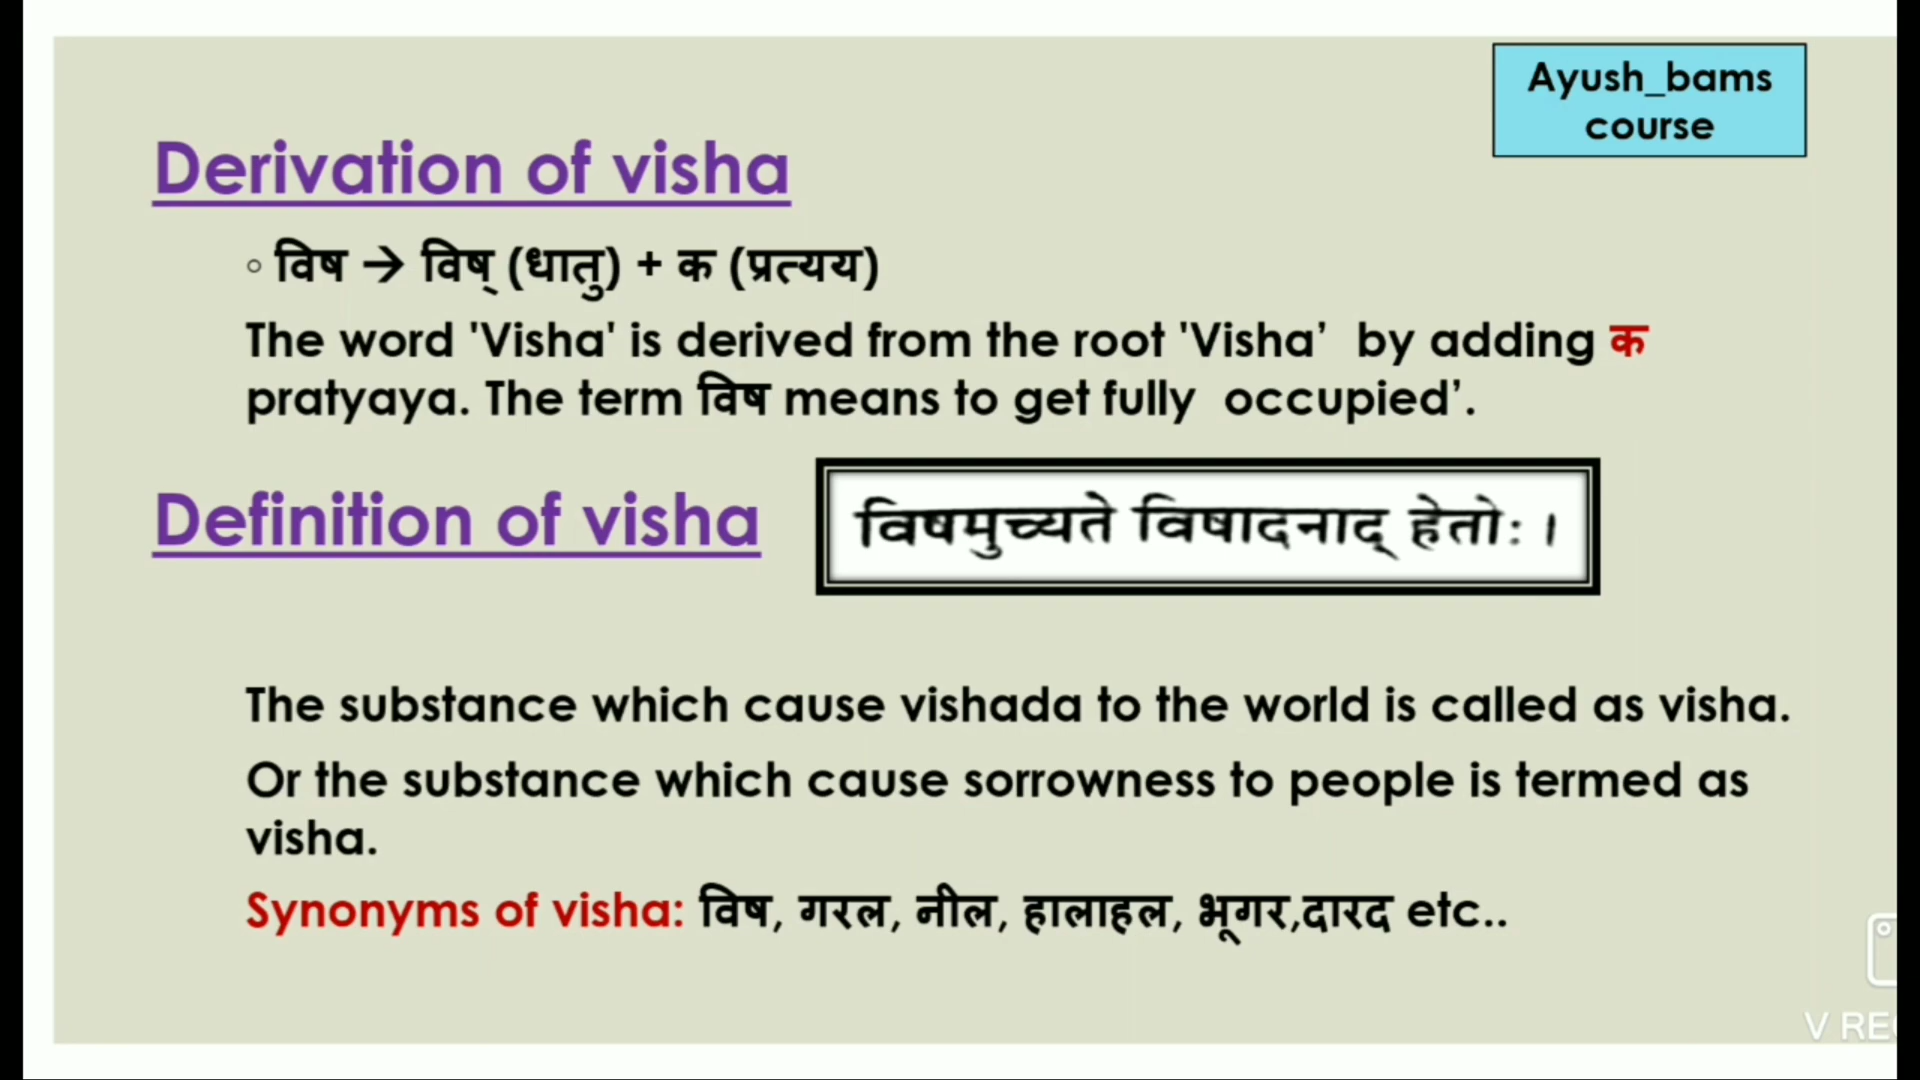 Ayush_bams
course
Derivation of visha
◦ विष → विष् (धातु) + क (प्रत्यय)
The word 'Visha' is derived from the root 'Visha’ by adding क
pratyaya. The term विष means to get fully occupied’.
Definition of visha
विषमुच्यते विषादनाद् हेतोः ।
The substance which cause vishada to the world is called as visha.
Or the substance which cause sorrowness to people is termed as
visha.
Synonyms of visha: विष, गरल, नील, हालाहल, भूगर,दारद etc..
V REC